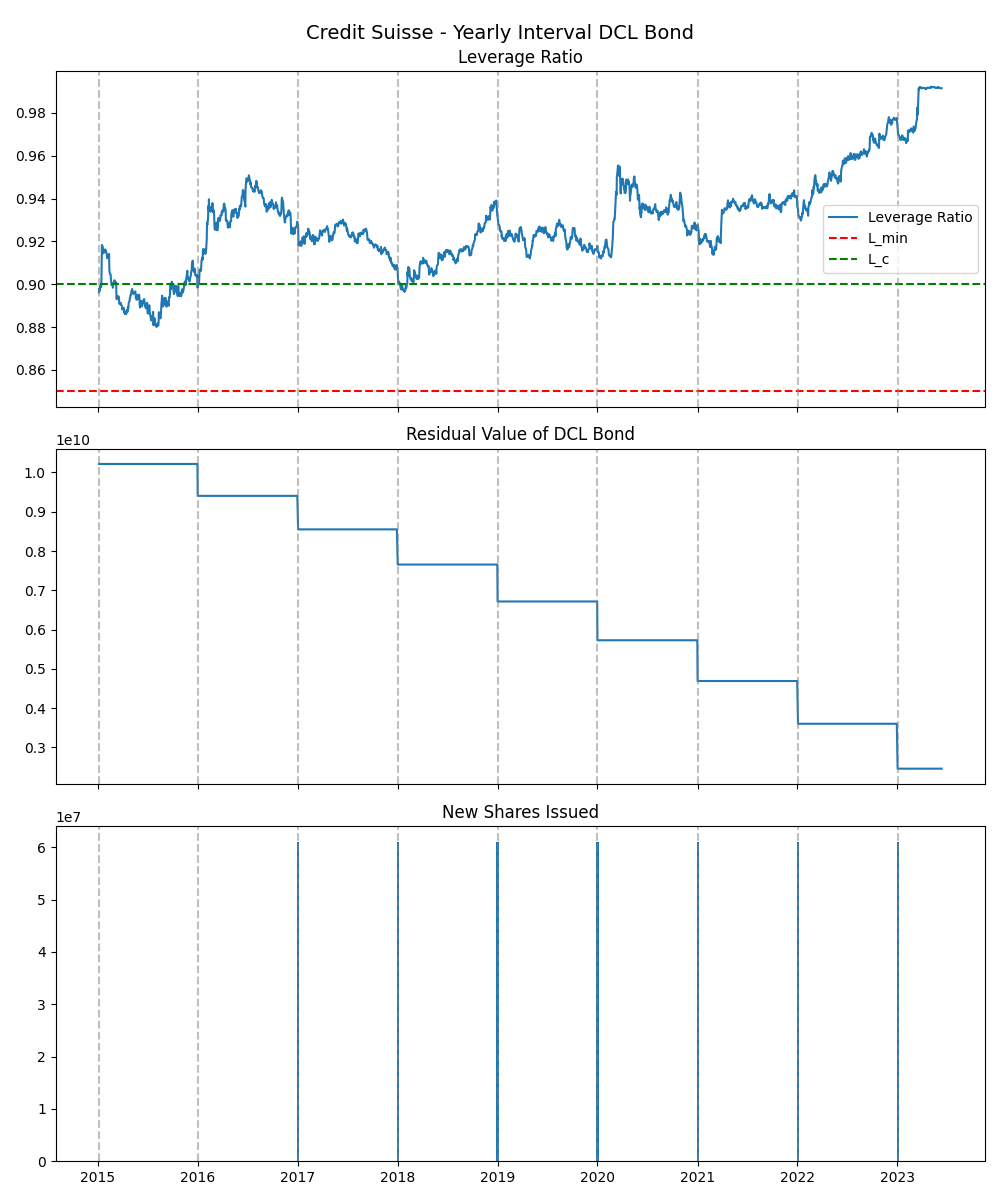 Credit Suisse - Yearly Interval DCL Bond
Leverage Ratio
0.98
0.96
0.94
0.92
0.90
0.88
0.86
Leverage Ratio
L_min
L_c
1e10
Residual Value of DCL Bond
1.0
0.9
0.8
0.7
0.6
0.5
0.4
0.3
1e7
New Shares Issued
6
5
4
3
2
1
0
2015 2016 2017 2018 2019 2020 2021 2022 2023